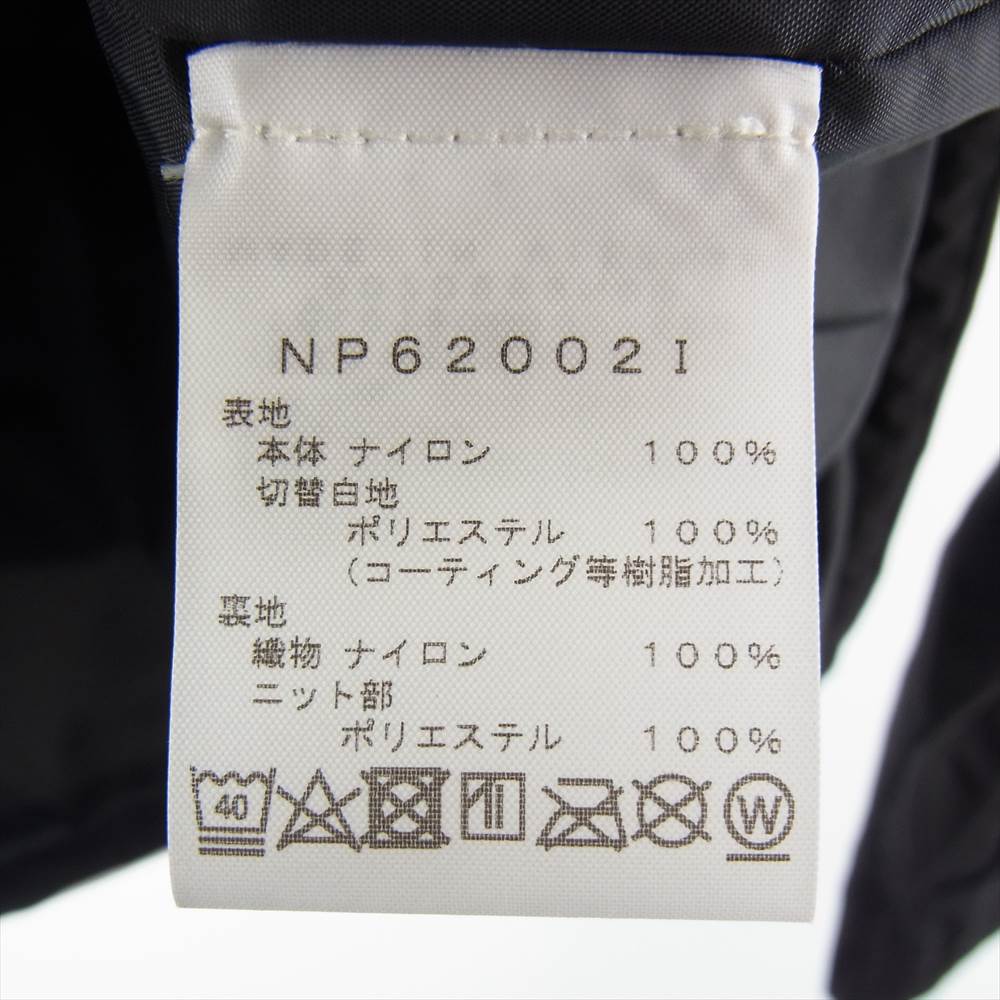 NP62002I
表地
本体 ナイロン 100%
切替白地
ポリエステル 100%
(コーティング等樹脂加工)
裏地
織物 ナイロン 100%
ニット部
ポリエステル 100%
40 W